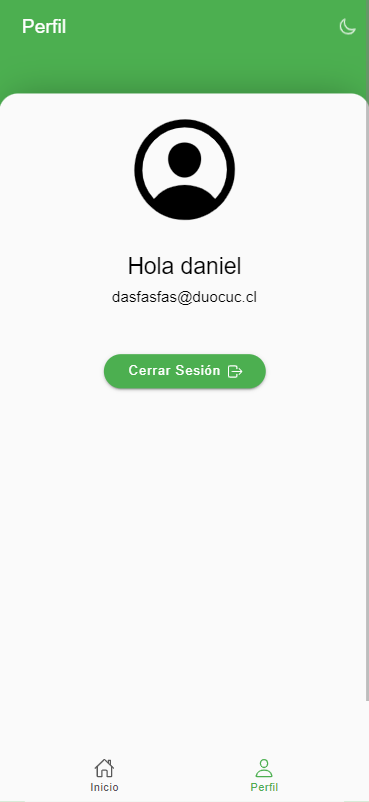 Perfil
Hola daniel
dasfasfas@duocuc.cl
Cerrar Sesión
Inicio
Perfil